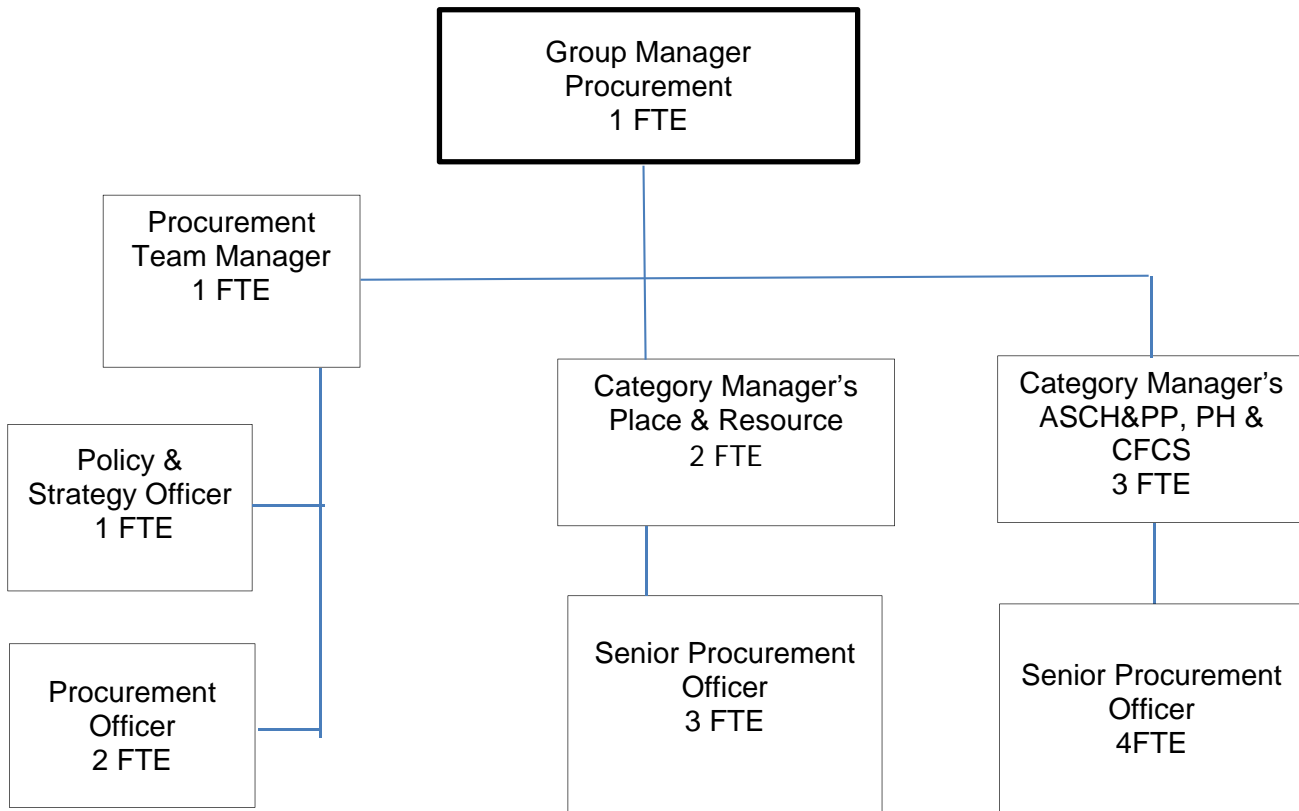 Group Manager
Procurement
1 FTE
Procurement
Team Manager
1 FTE
Category Manager’s
Place & Resource
2 FTE
Category Manager’s
ASCH&PP, PH &
CFCS
3 FTE
Policy &
Strategy Officer
1 FTE
Senior Procurement
Officer
3 FTE
Senior Procurement
Officer
4FTE
Procurement
Officer
2 FTE